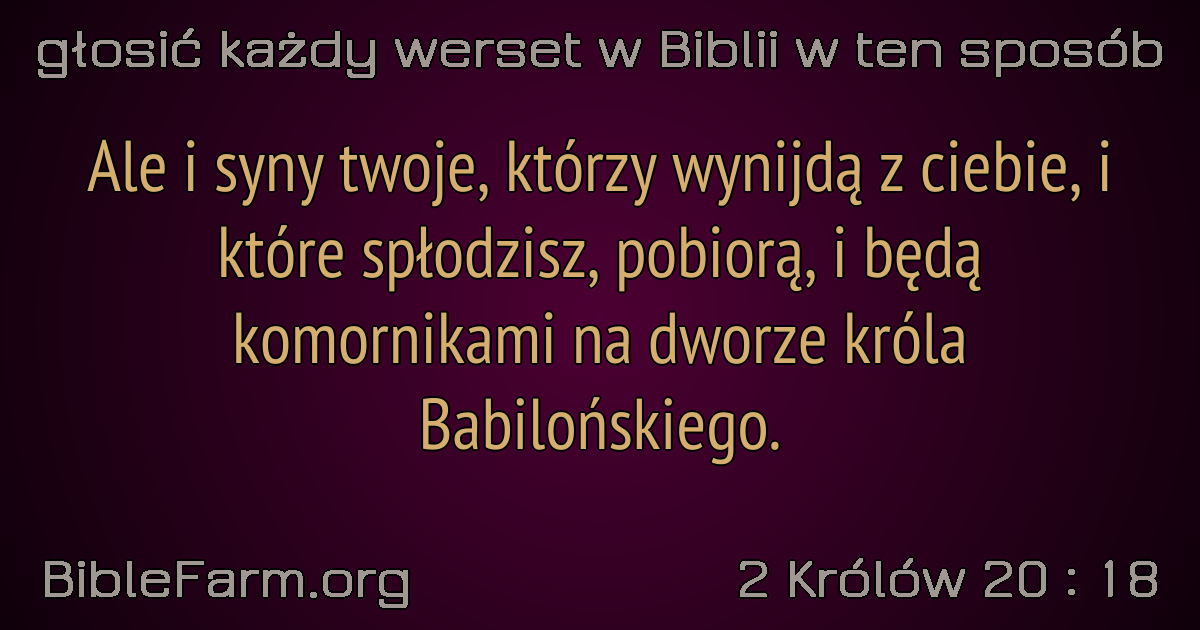 głosić każdy werset w Biblii w ten sposób
Ale i syny twoje, którzy wynijdą z ciebie, i
które spłodzisz, pobiorą, i będą
komornikami na dworze króla
Babilońskiego.
BibleFarm.org
2 Królów 20 : 18